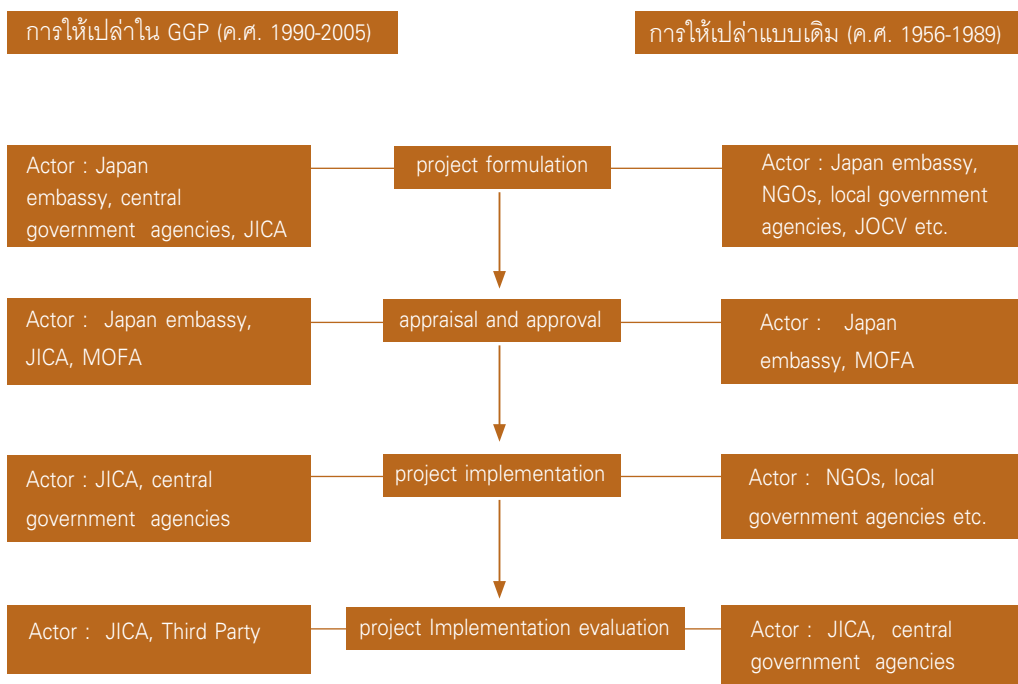 การให้เปล่าใน GGP (ค.ศ. 1990-2005)
การให้เปล่าแบบเดิม (ค.ศ. 1956-1989)
Actor : Japan
embassy, central
government agencies, JICA
project formulation
Actor : Japan embassy,
NGOs, local government
agencies, JOCV etc.
Actor : Japan embassy,
JICA, MOFA
appraisal and approval
Actor : Japan
embassy, MOFA
Actor : JICA, central
government agencies
project implementation
Actor : NGOs, local
government agencies etc.
Actor : JICA, Third Party
project Implementation evaluation
Actor : JICA, central
government agencies